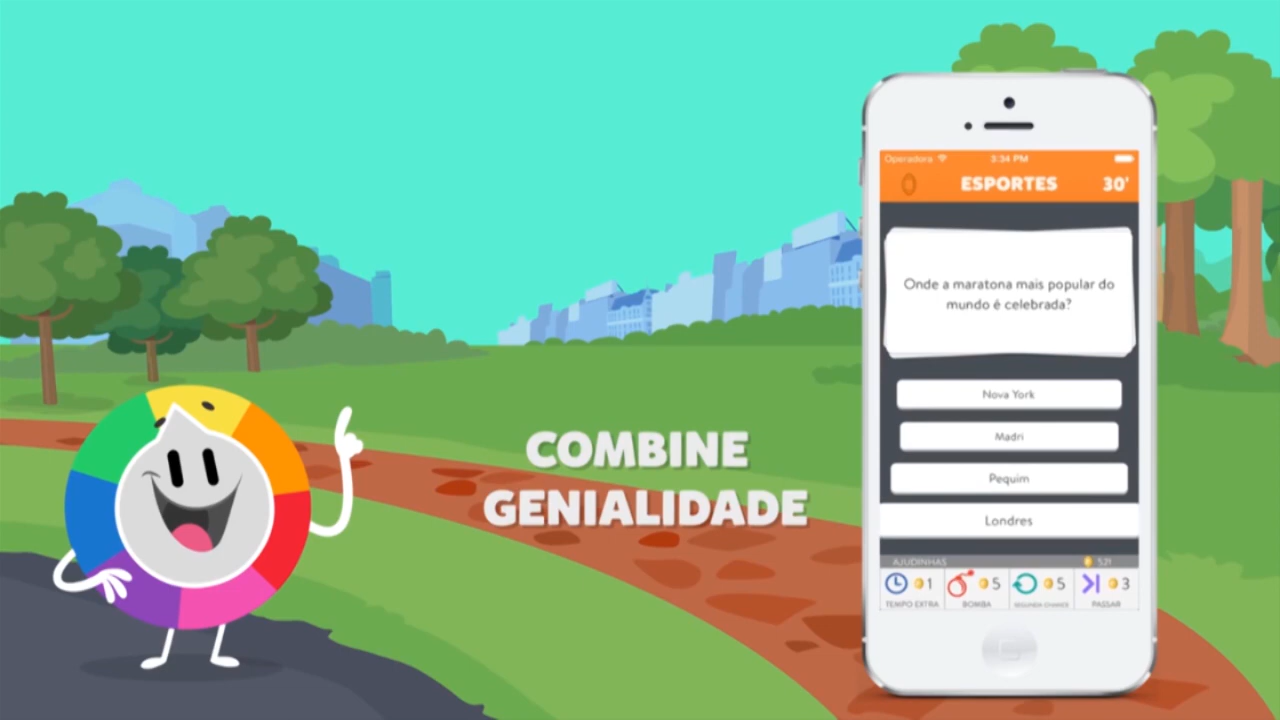 COMBINE
GENIALIDADE
Operadora 3:34 PM
ESPORTES 30'
Onde a maratona mais popular do
mundo é celebrada?
Nova York
Madri
Pequim
Londres
AJUDINHAS 521
1 5 5 3
TEMPO EXTRA BOMBA SEGUNDA CHANCE PASSAR